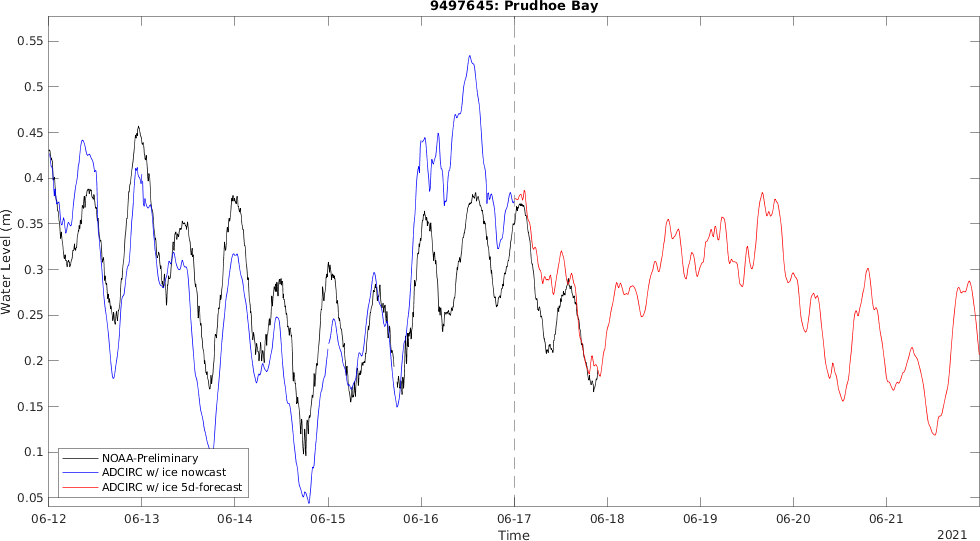 9497645: Prudhoe Bay
0.55
0.5
0.45
0.4
0.35
0.3
0.25
0.2
0.15
0.1
0.05
Water Level (m)
NOAA-Preliminary
ADCIRC w/ ice nowcast
ADCIRC w/ ice 5d-forecast
06-12 06-13 06-14 06-15 06-16 06-17 06-18 06-19 06-20 06-21
Time
2021